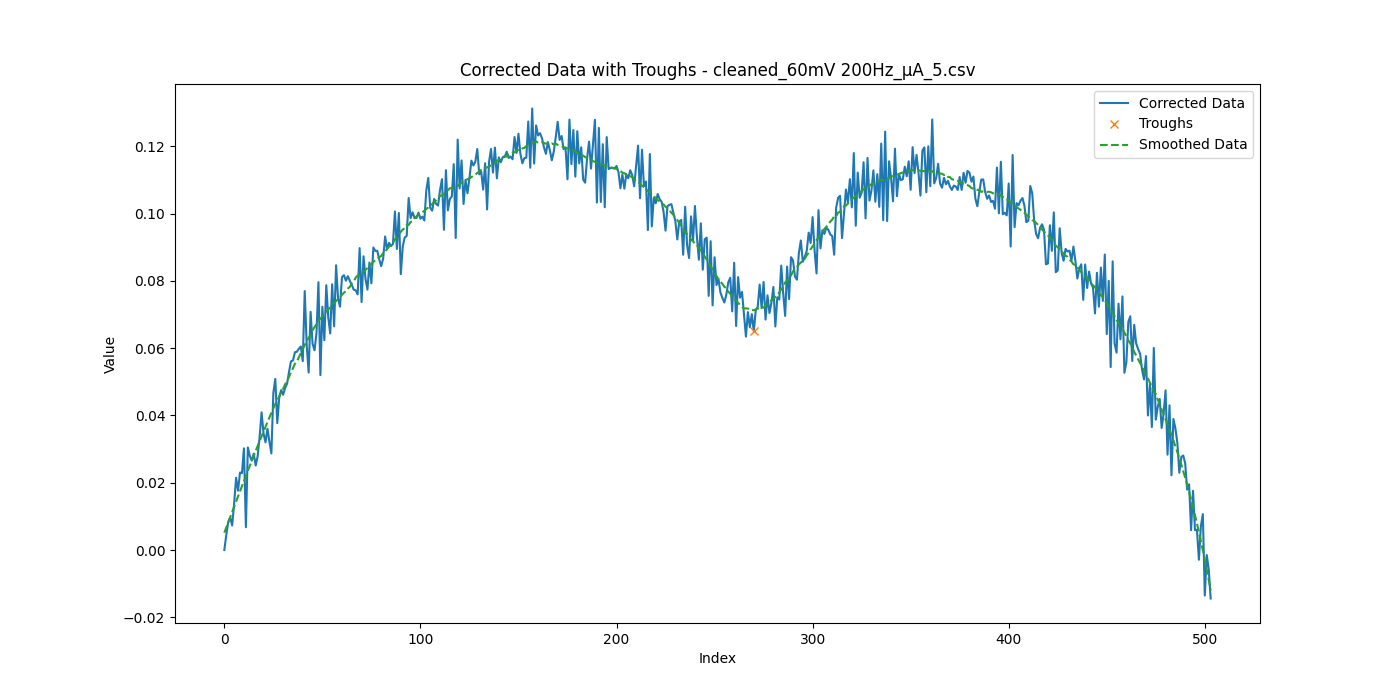 Corrected Data with Troughs - cleaned_60mV 200Hz_µA_5.csv
Corrected Data
Troughs
Smoothed Data
0.12
0.10
0.08
0.06
0.04
0.02
0.00
−0.02
Value
0
100
200
300
400
500
Index